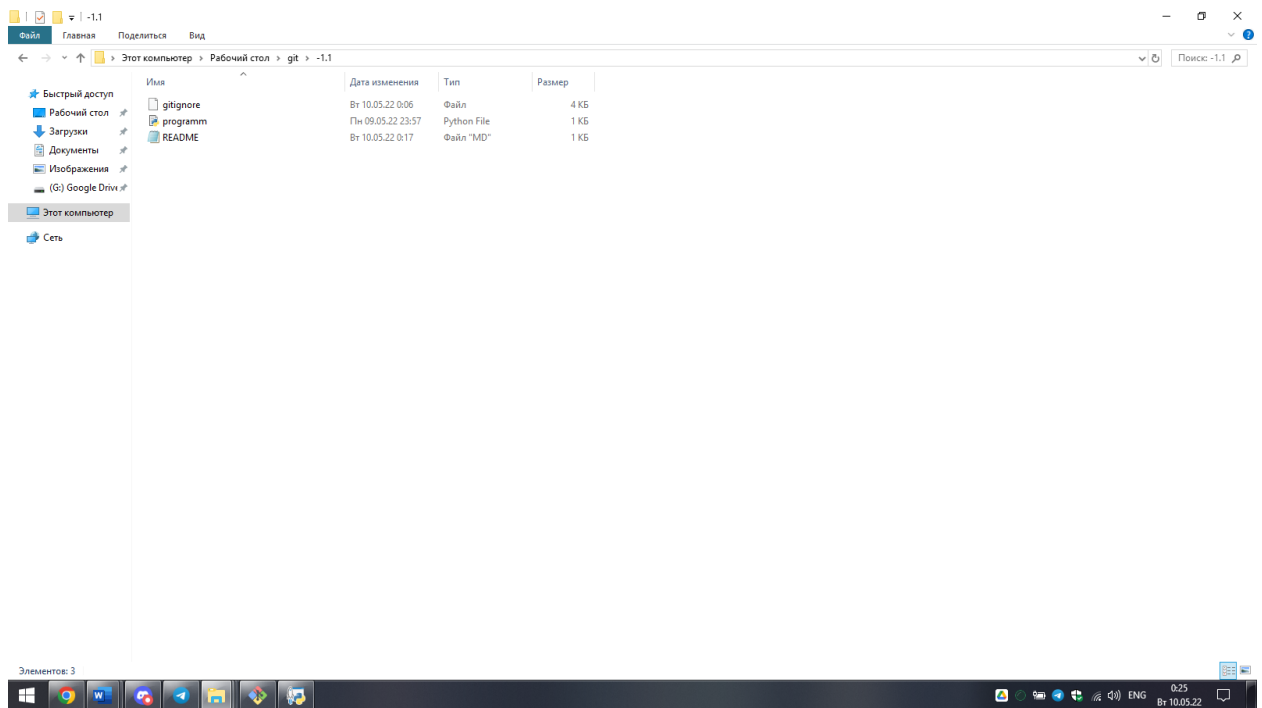 -1.1
Файл Главная Поделиться Вид
Этот компьютер › Рабочий стол › git › -1.1
Поиск: -1.1
Быстрый доступ
Рабочий стол
Загрузки
Документы
Изображения
(G:) Google Drive
Этот компьютер
Сеть
Имя Дата изменения Тип Размер
gitignore Вт 10.05.22 0:06 Файл 4 КБ
programm Пн 09.05.22 23:57 Python File 1 КБ
README Вт 10.05.22 0:17 Файл "MD" 1 КБ
Элементов: 3
ENG
0:25
Вт 10.05.22